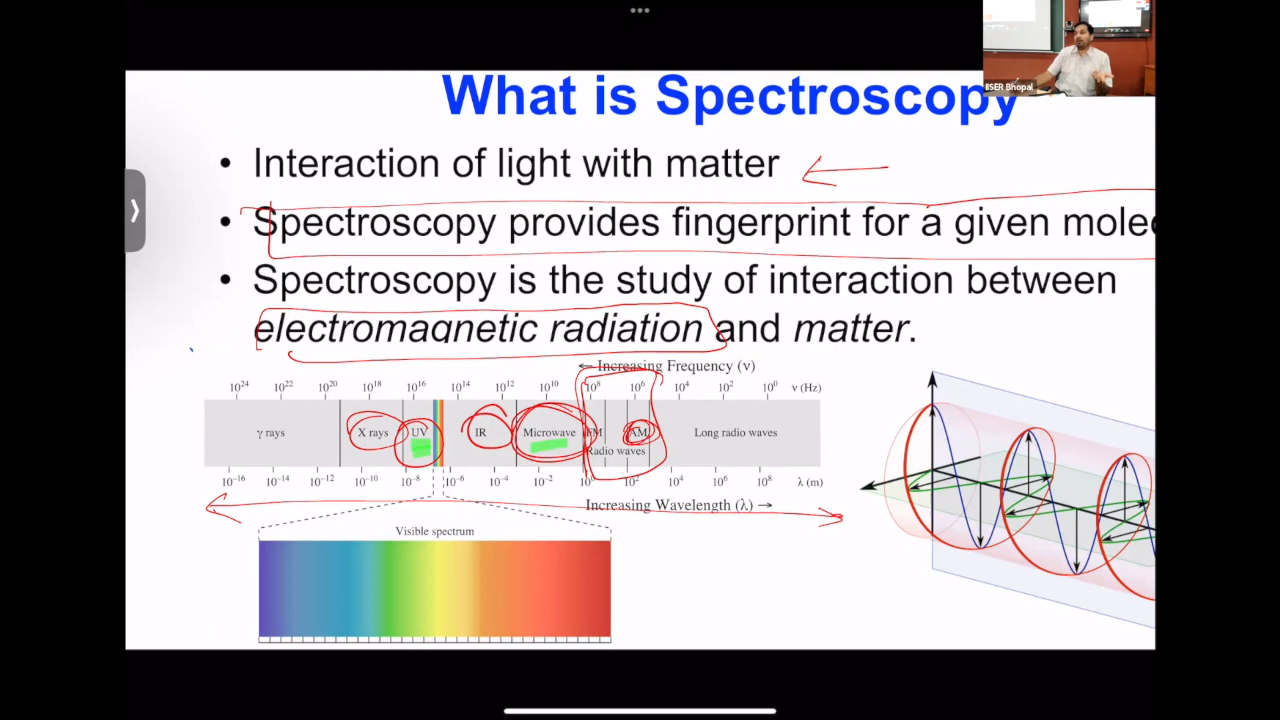 IISER Bhopal
What is Spectroscopy
• Interaction of light with matter
• Spectroscopy provides fingerprint for a given molec
• Spectroscopy is the study of interaction between
electromagnetic radiation and matter.
← Increasing Frequency (ν)
10²⁴ 10²² 10²⁰ 10¹⁸ 10¹⁶ 10¹⁴ 10¹² 10¹⁰ 10⁸ 10⁶ 10⁴ 10² 10⁰ ν (Hz)
γ rays X rays UV IR Microwave FM AM Long radio waves
Radio waves
10⁻¹⁶ 10⁻¹⁴ 10⁻¹² 10⁻¹⁰ 10⁻⁸ 10⁻⁶ 10⁻⁴ 10⁻² 10⁰ 10² 10⁴ 10⁶ 10⁸ λ (m)
Increasing Wavelength (λ) →
Visible spectrum